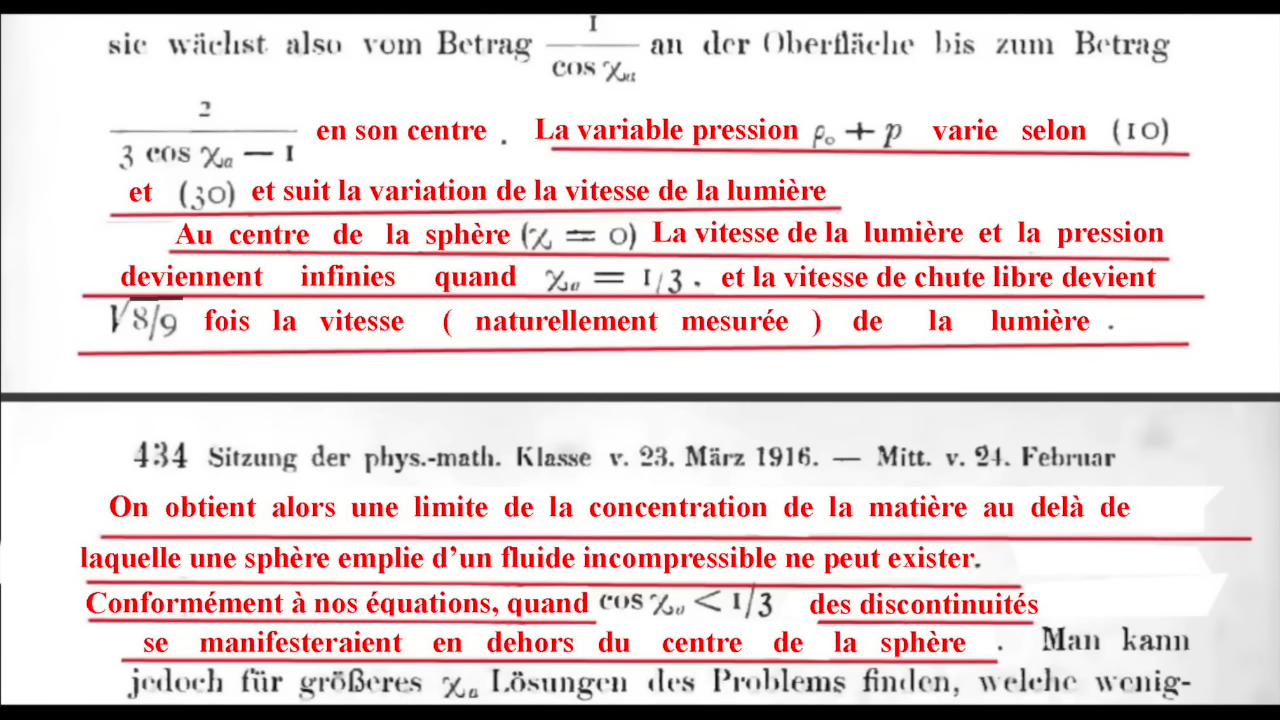 sie wächst also vom Betrag 1/cos χₐ an der Oberfläche bis zum Betrag
2/(3 cos χₐ — 1) en son centre . La variable pression ρ₀ + p varie selon (10)
et (30) et suit la variation de la vitesse de la lumière
Au centre de la sphère (χ = 0) La vitesse de la lumière et la pression
deviennent infinies quand χₐ = 1/3 . et la vitesse de chute libre devient
√8/9 fois la vitesse ( naturellement mesurée ) de la lumière .
434 Sitzung der phys.-math. Klasse v. 23. März 1916. — Mitt. v. 24. Februar
On obtient alors une limite de la concentration de la matière au delà de
laquelle une sphère emplie d’un fluide incompressible ne peut exister.
Conformément à nos équations, quand cos χₐ < 1/3 des discontinuités
se manifesteraient en dehors du centre de la sphère . Man kann
jedoch für größeres χₐ Lösungen des Problems finden, welche wenig-